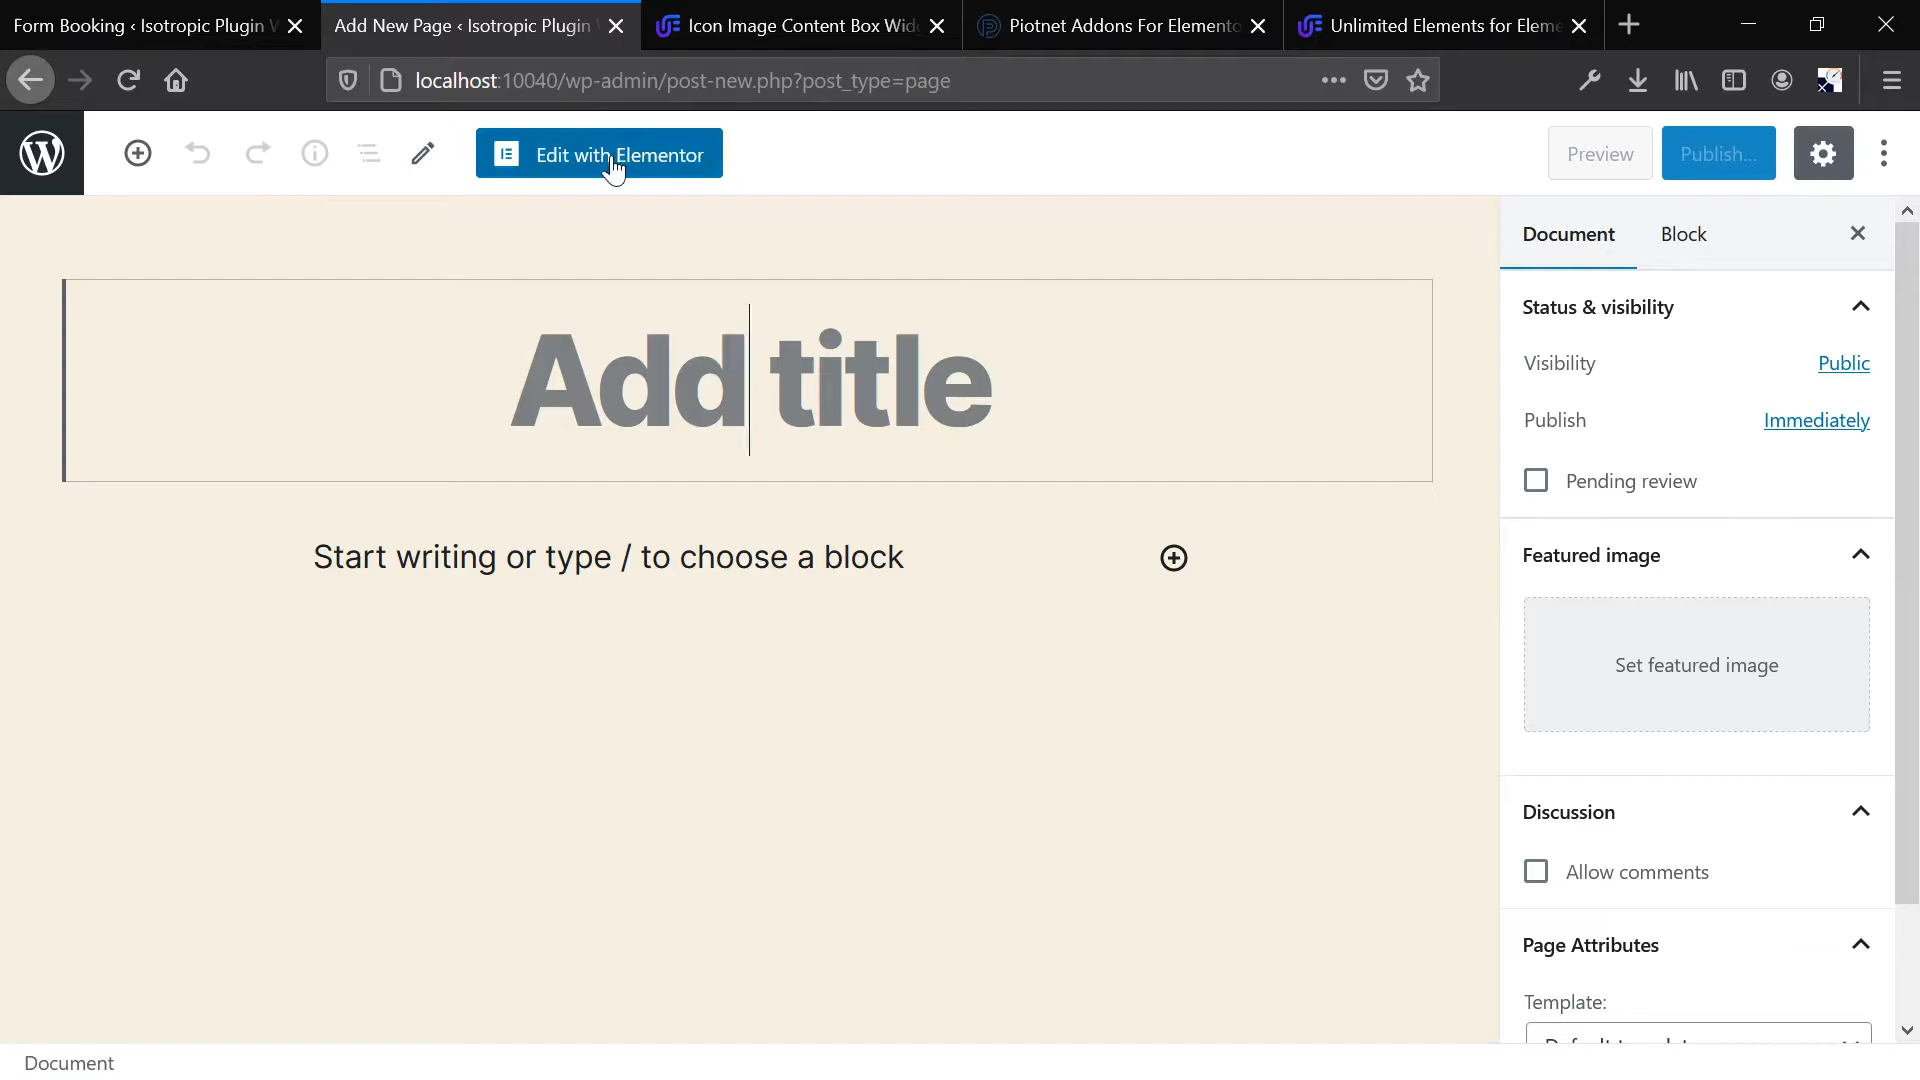 Form Booking ‹ Isotropic Plugin
Add New Page ‹ Isotropic Plugin
Icon Image Content Box
Piotnet Addons For Elemento
Unlimited Elements for Eleme
localhost:10040/wp-admin/post-new.php?post_type=page
Edit with Elementor
Preview
Publish...
Add title
Start writing or type / to choose a block
Document
Block
Status & visibility
Visibility
Public
Publish
Immediately
Pending review
Featured image
Set featured image
Discussion
Allow comments
Page Attributes
Template:
Document